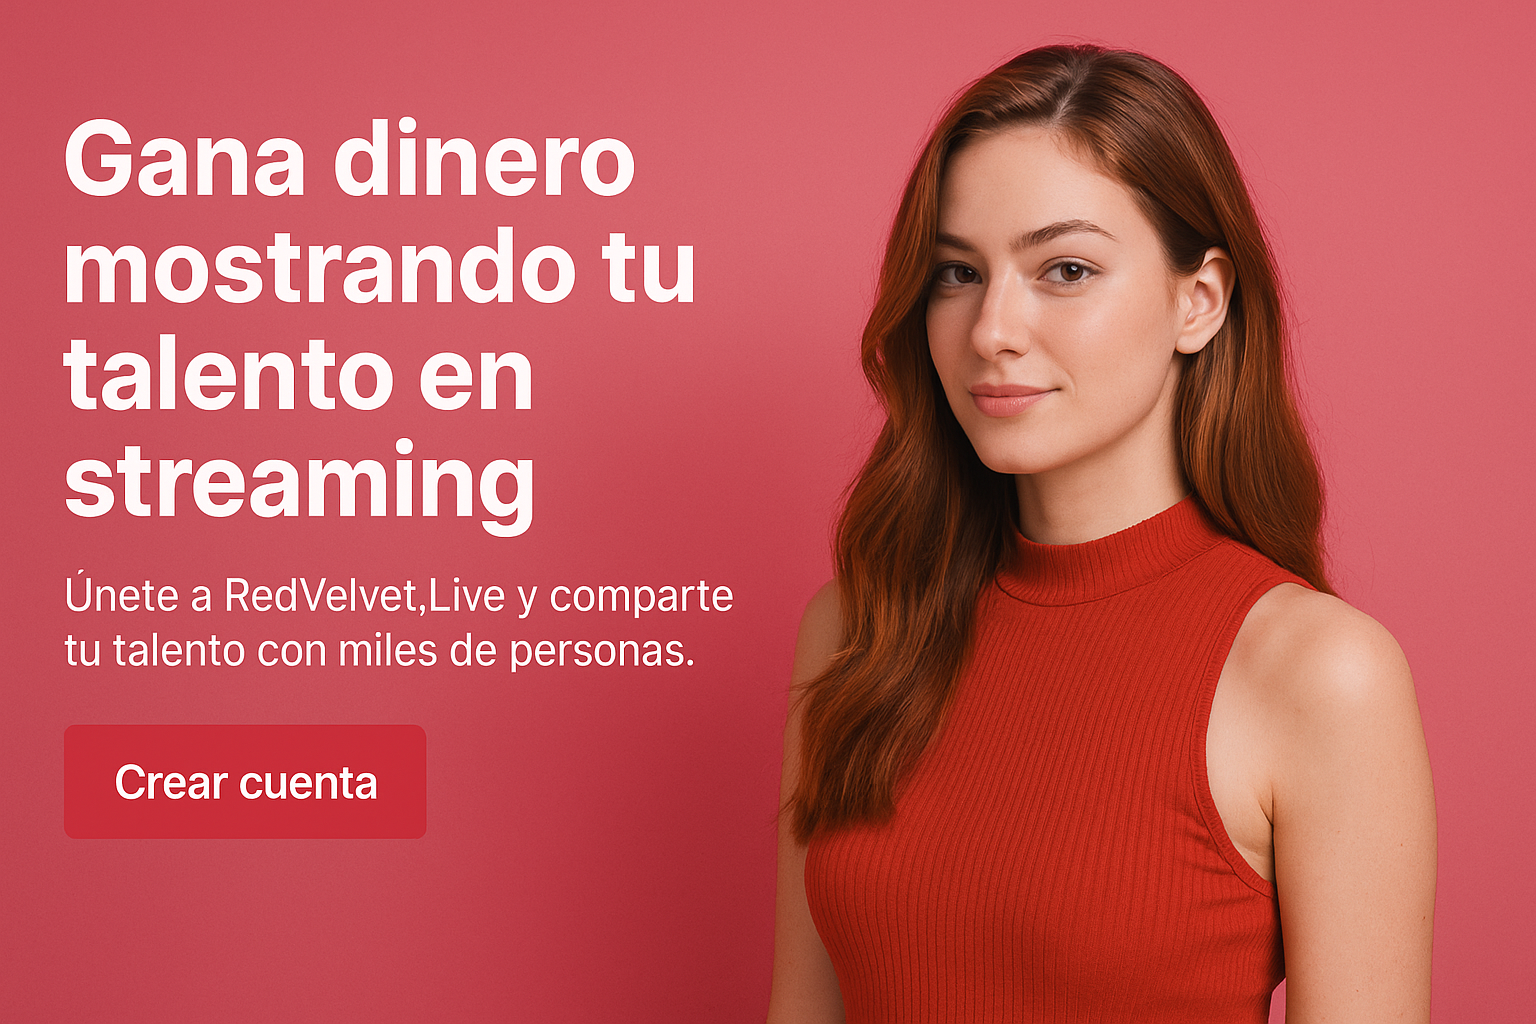 Gana dinero
mostrando tu
talento en
streaming
Únete a RedVelvet,Live y comparte
tu talento con miles de personas.
Crear cuenta